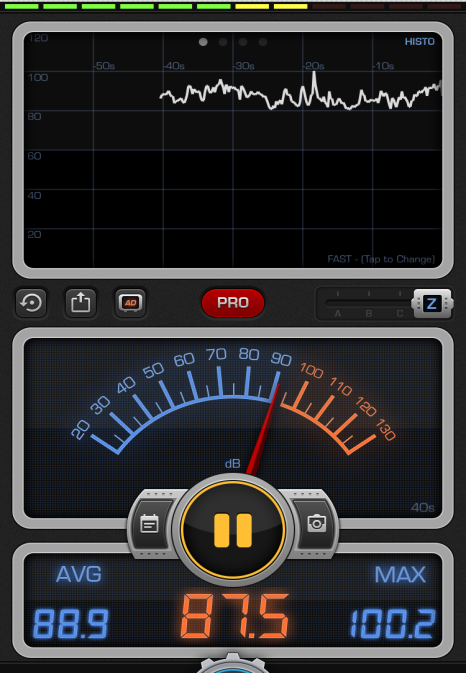 120
HISTO
-50s -40s -30s -20s -10s
100
80
60
40
20
FAST - (Tap to Change)
AD
PRO
A B C Z
20 30 40 50 60 70 80 90 100 110 120 130
dB
40s
AVG MAX
88.9 87.5 100.2